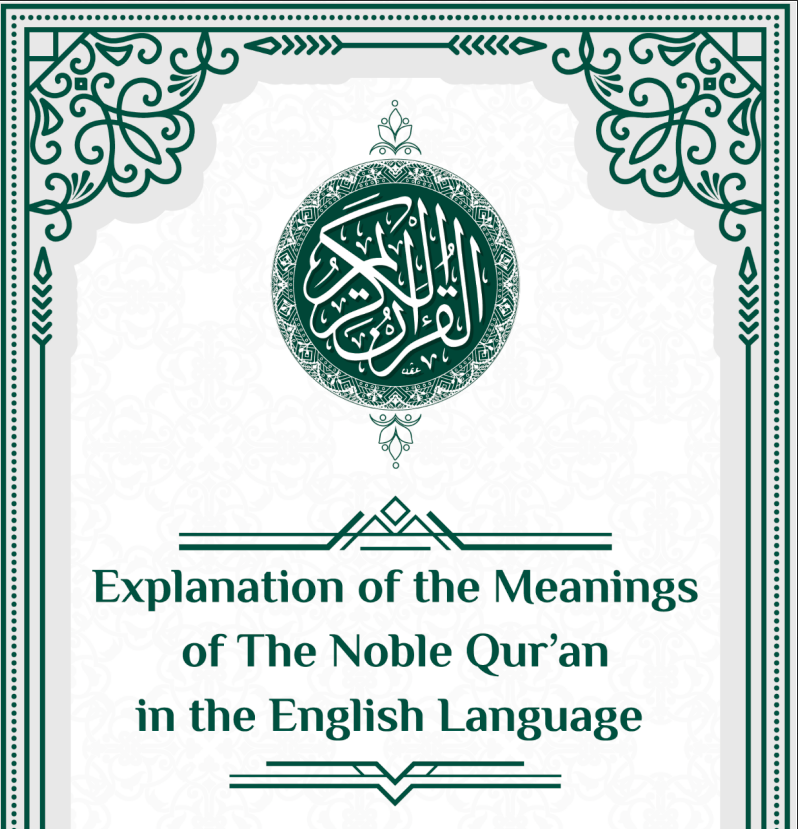 القرآن الكريم
Explanation of the Meanings
of The Noble Qur’an
in the English Language